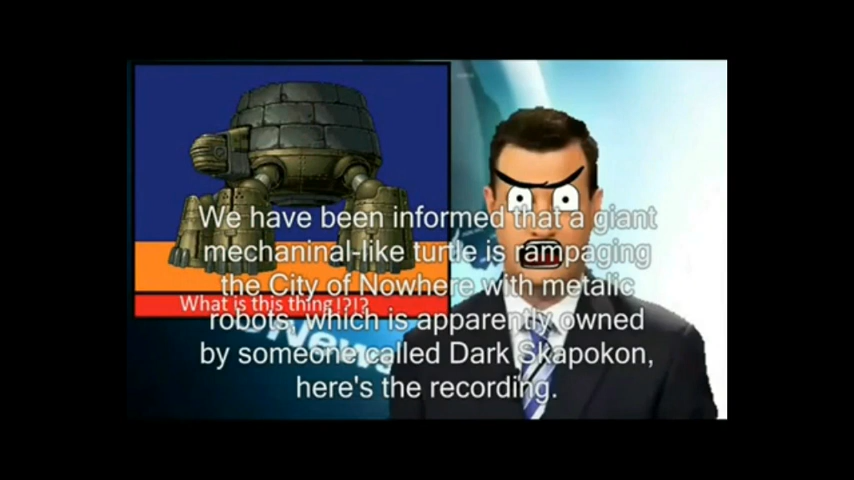 We have been informed that a giant
mechaninal-like turtle is rampaging
the City of Nowhere with metalic
What is this thing!?!?
robots, which is apparently owned
by someone called Dark Skapokon,
here's the recording.
News